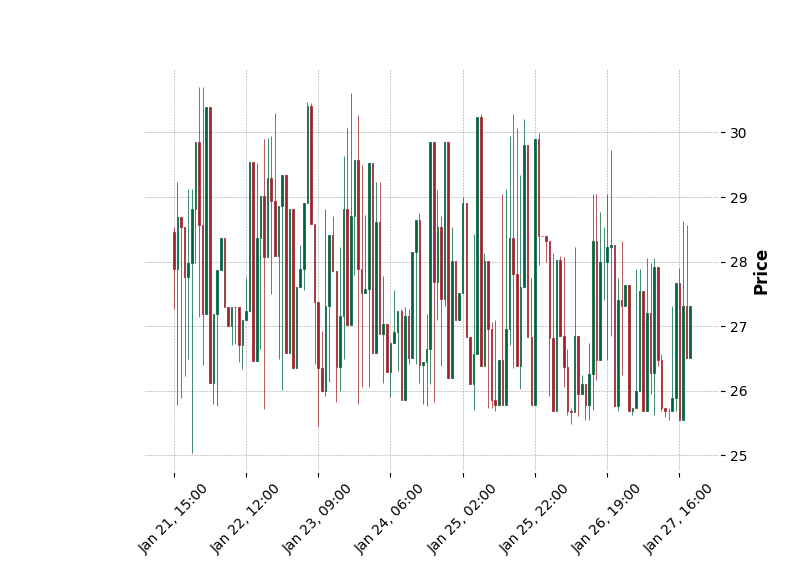 30
29
28
27
26
25
Price
Jan 21, 15:00
Jan 22, 12:00
Jan 23, 09:00
Jan 24, 06:00
Jan 25, 02:00
Jan 25, 22:00
Jan 26, 19:00
Jan 27, 16:00